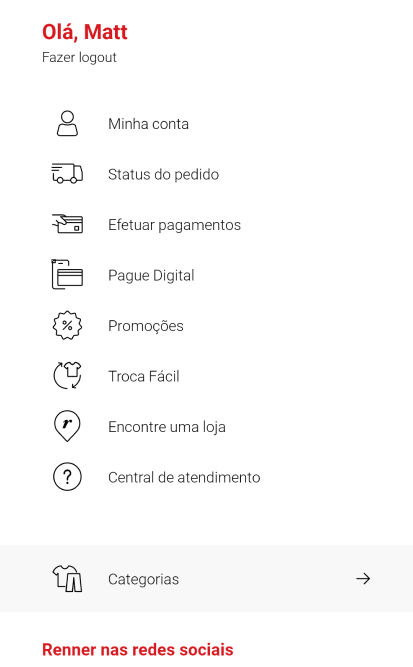 Olá, Matt
Fazer logout
Minha conta
Status do pedido
Efetuar pagamentos
Pague Digital
% Promoções
Troca Fácil
r Encontre uma loja
? Central de atendimento
Categorias
Renner nas redes sociais